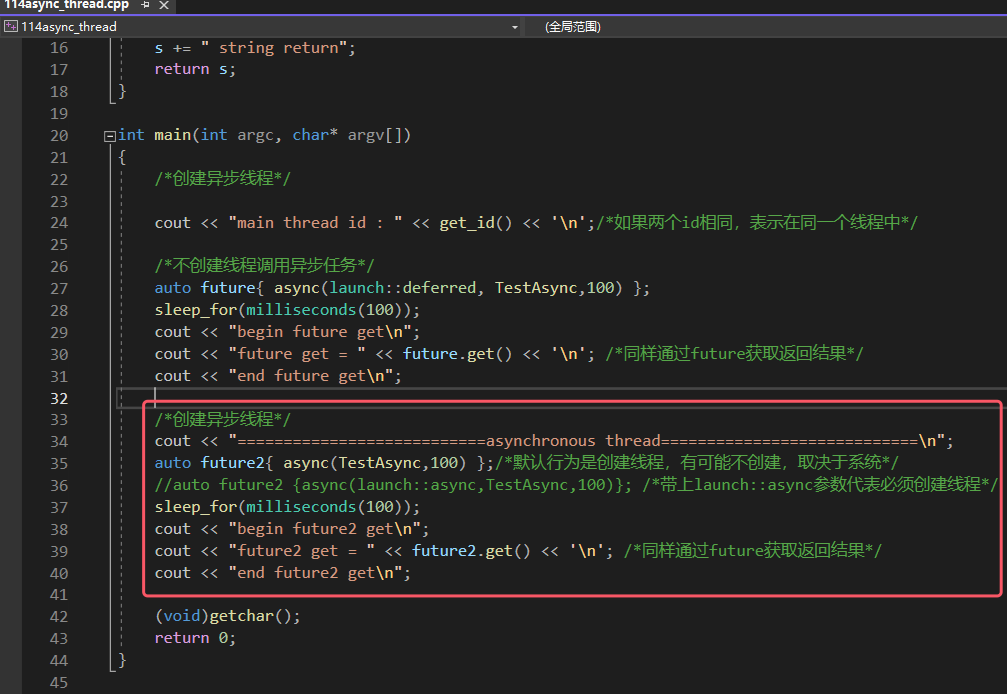 114async_thread.cpp
114async_thread
(全局范围)
16 s += " string return";
17 return s;
18 }
19
20 int main(int argc, char* argv[])
21 {
22 /*创建异步线程*/
23
24 cout << "main thread id : " << get_id() << '\n';/*如果两个id相同，表示在同一个线程中*/
25
26 /*不创建线程调用异步任务*/
27 auto future{ async(launch::deferred, TestAsync,100) };
28 sleep_for(milliseconds(100));
29 cout << "begin future get\n";
30 cout << "future get = " << future.get() << '\n'; /*同样通过future获取返回结果*/
31 cout << "end future get\n";
32
33 /*创建异步线程*/
34 cout << "===========================asynchronous thread============================\n";
35 auto future2{ async(TestAsync,100) };/*默认行为是创建线程，有可能不创建，取决于系统*/
36 //auto future2 {async(launch::async,TestAsync,100)}; /*带上launch::async参数代表必须创建线程*/
37 sleep_for(milliseconds(100));
38 cout << "begin future2 get\n";
39 cout << "future2 get = " << future2.get() << '\n'; /*同样通过future获取返回结果*/
40 cout << "end future2 get\n";
41
42 (void)getchar();
43 return 0;
44 }
45